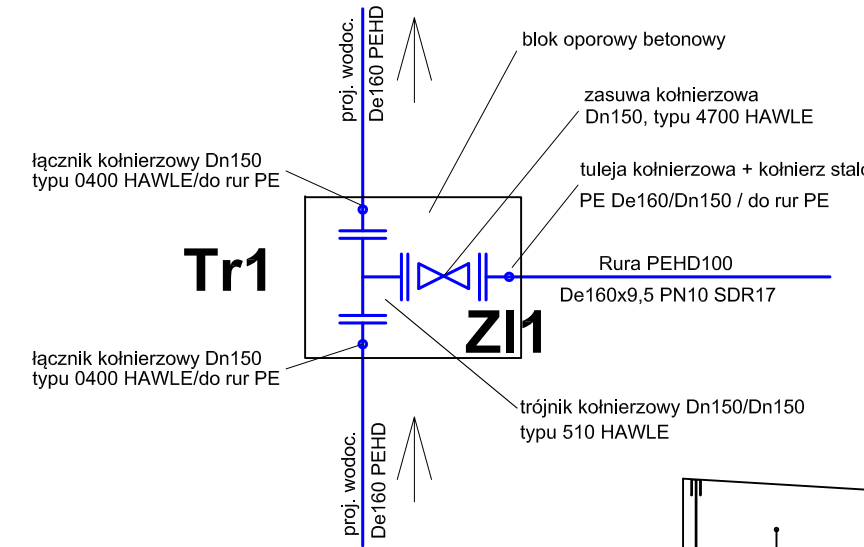 proj. wodoc.
De160 PEHD
blok oporowy betonowy
zasuwa kołnierzowa
Dn150, typu 4700 HAWLE
łącznik kołnierzowy Dn150
typu 0400 HAWLE/do rur PE
tuleja kołnierzowa + kołnierz stal
PE De160/Dn150 / do rur PE
Tr1
Rura PEHD100
De160x9,5 PN10 SDR17
Zl1
łącznik kołnierzowy Dn150
typu 0400 HAWLE/do rur PE
trójnik kołnierzowy Dn150/Dn150
typu 510 HAWLE
proj. wodoc.
De160 PEHD